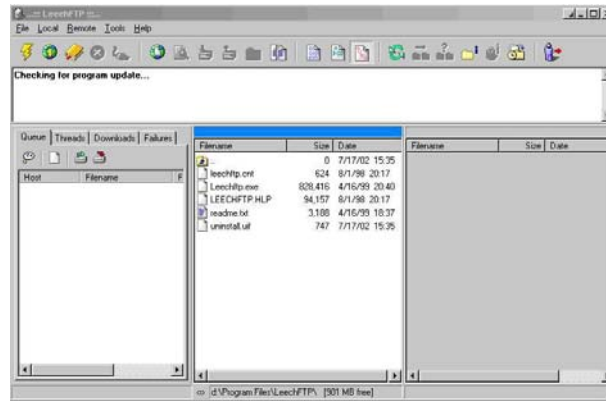 ..::: LeechFTP :::..
File Local Remote Tools Help
Checking for program update...
Queue Threads Downloads Failures
Host Filename F
Filename Size Date
.. 0 7/17/02 15:35
leechftp.cnt 624 8/1/98 20:17
Leechftp.exe 828,416 4/16/99 20:40
LEECHFTP.HLP 94,157 8/1/98 20:17
readme.txt 3,188 4/16/99 18:37
uninstall.uif 747 7/17/02 15:35
Filename Size Date
d:\Program Files\LeechFTP\ [901 MB free]